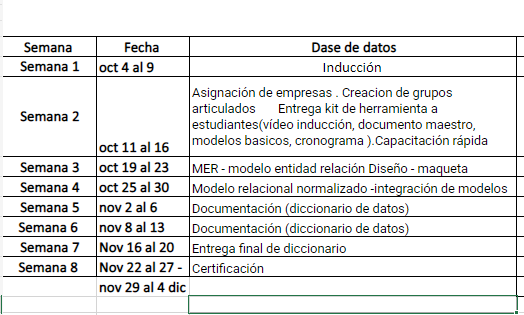 Semana Fecha Dase de datos
Semana 1 oct 4 al 9 Inducción
Asignación de empresas . Creacion de grupos
articulados Entrega kit de herramienta a
Semana 2 estudiantes(vídeo inducción, documento maestro,
modelos basicos, cronograma ).Capacitación rápida
oct 11 al 16
Semana 3 oct 19 al 23 MER - modelo entidad relación Diseño - maqueta
Semana 4 oct 25 al 30 Modelo relacional normalizado -integración de modelos
Semana 5 nov 2 al 6 Documentación (diccionario de datos)
Semana 6 nov 8 al 13 Documentación (diccionario de datos)
Semana 7 Nov 16 al 20 Entrega final de diccionario
Semana 8 Nov 22 al 27 - Certificación
nov 29 al 4 dic